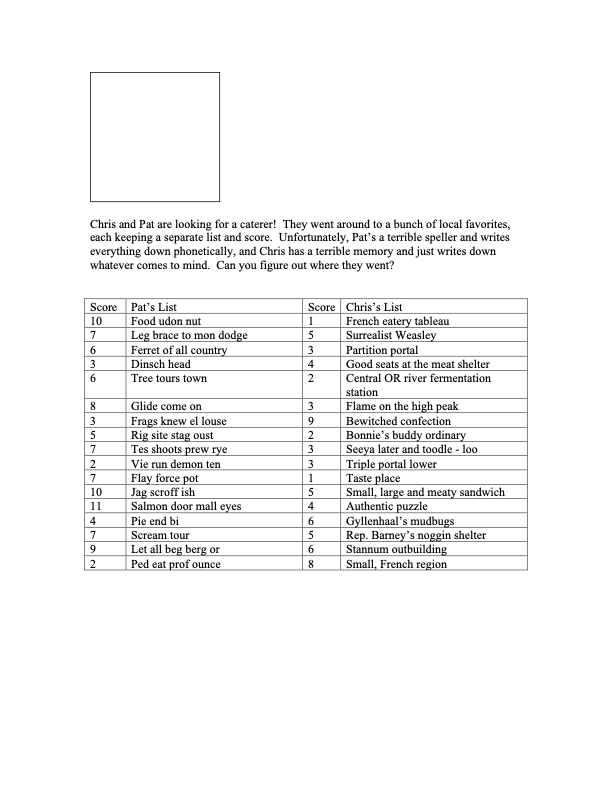 Chris and Pat are looking for a caterer!  They went around to a bunch of local favorites,
each keeping a separate list and score.  Unfortunately, Pat's a terrible speller and writes
everything down phonetically, and Chris has a terrible memory and just writes down
whatever comes to mind.  Can you figure out where they went?
Score Pat's List Score Chris's List
10 Food udon nut 1 French eatery tableau
7 Leg brace to mon dodge 5 Surrealist Weasley
6 Ferret of all country 3 Partition portal
3 Dinsch head 4 Good seats at the meat shelter
6 Tree tours town 2 Central OR river fermentation
station
8 Glide come on 3 Flame on the high peak
3 Frags knew el louse 9 Bewitched confection
5 Rig site stag oust 2 Bonnie's buddy ordinary
7 Tes shoots prew rye 3 Seeya later and toodle - loo
2 Vie run demon ten 3 Triple portal lower
7 Flay force pot 1 Taste place
10 Jag scroff ish 5 Small, large and meaty sandwich
11 Salmon door mall eyes 4 Authentic puzzle
4 Pie end bi 6 Gyllenhaal's mudbugs
7 Scream tour 5 Rep. Barney's noggin shelter
9 Let all beg berg or 6 Stannum outbuilding
2 Ped eat prof ounce 8 Small, French region